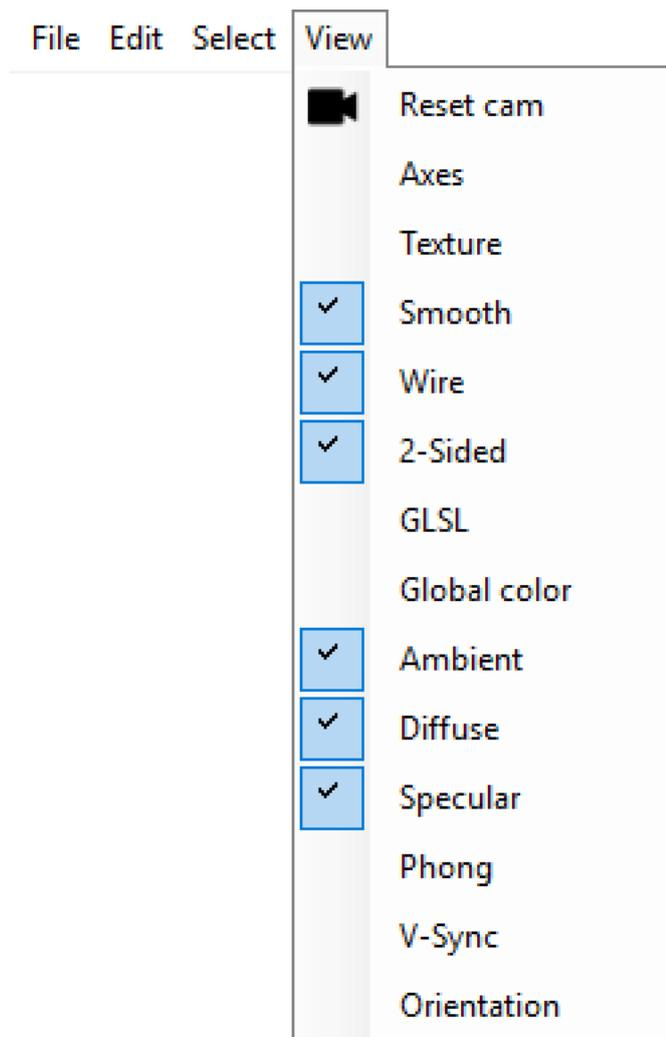 File Edit Select View
Reset cam
Axes
Texture
Smooth
Wire
2-Sided
GLSL
Global color
Ambient
Diffuse
Specular
Phong
V-Sync
Orientation